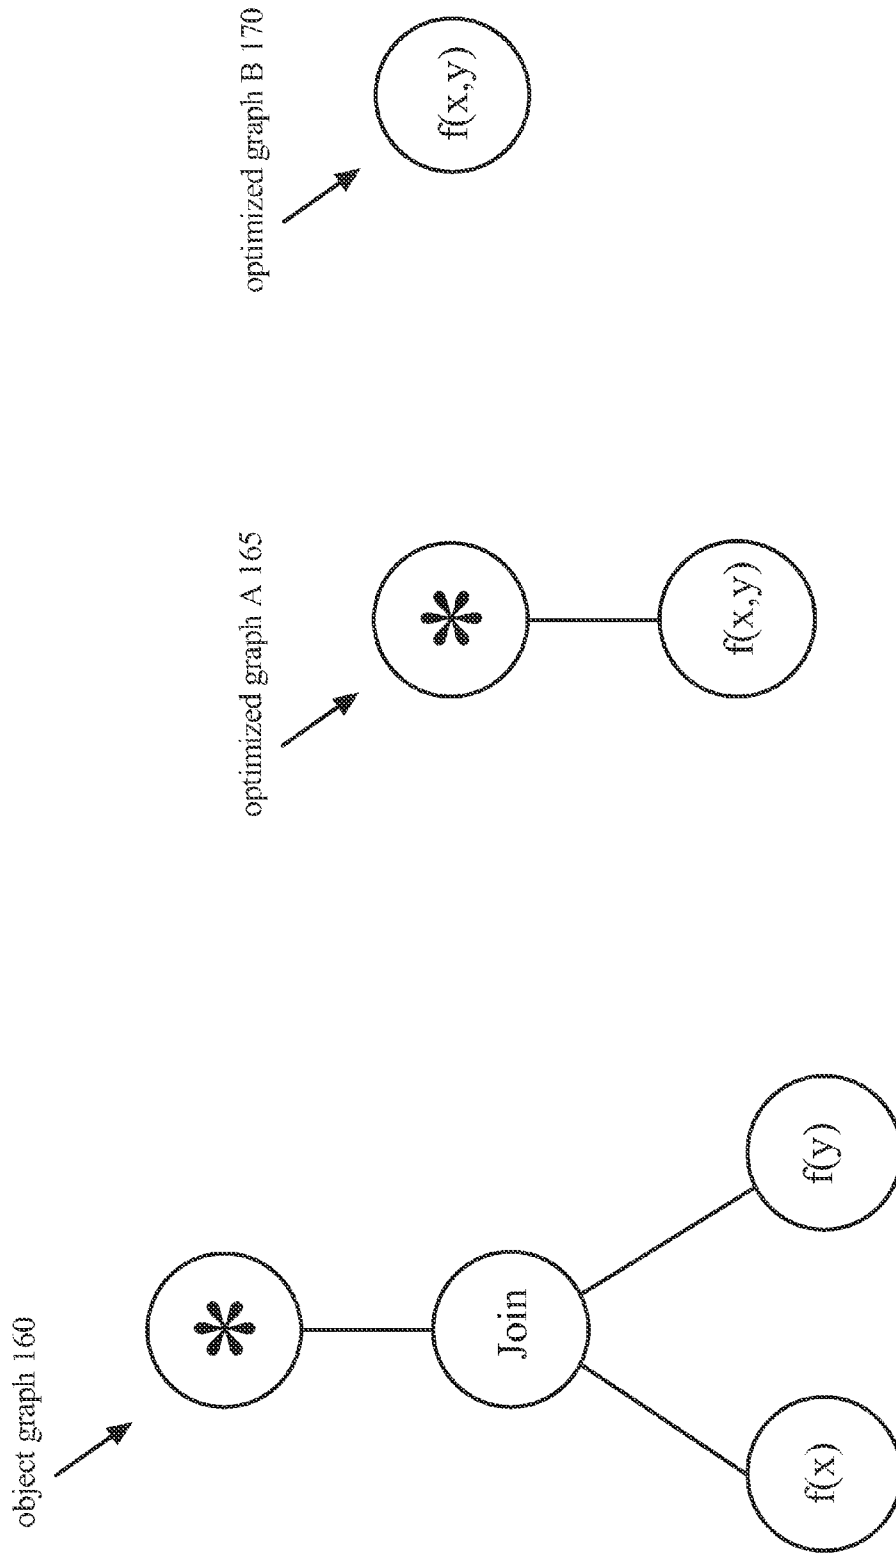 object graph 160
*
Join
f(x)
f(y)
optimized graph A 165
*
f(x,y)
optimized graph B 170
f(x,y)